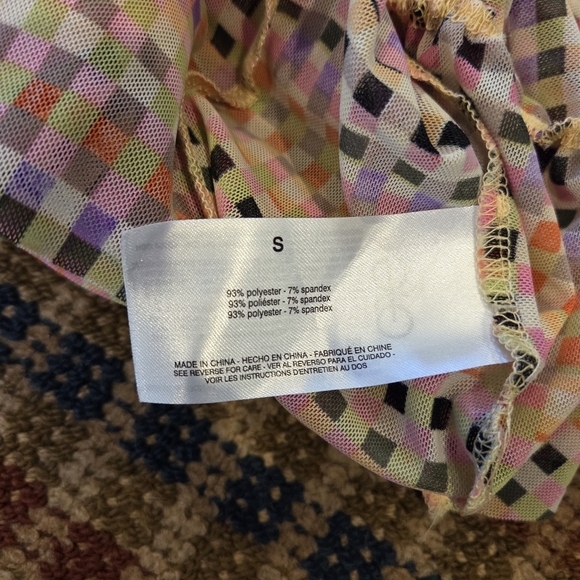 S
93% polyester - 7% spandex
93% poliéster - 7% spandex
93% polyester - 7% spandex
MADE IN CHINA - HECHO EN CHINA - FABRIQUÉ EN CHINE
SEE REVERSE FOR CARE - VER AL REVERSO PARA EL CUIDADO -
VOIR LES INSTRUCTIONS D'ENTRETIEN AU DOS